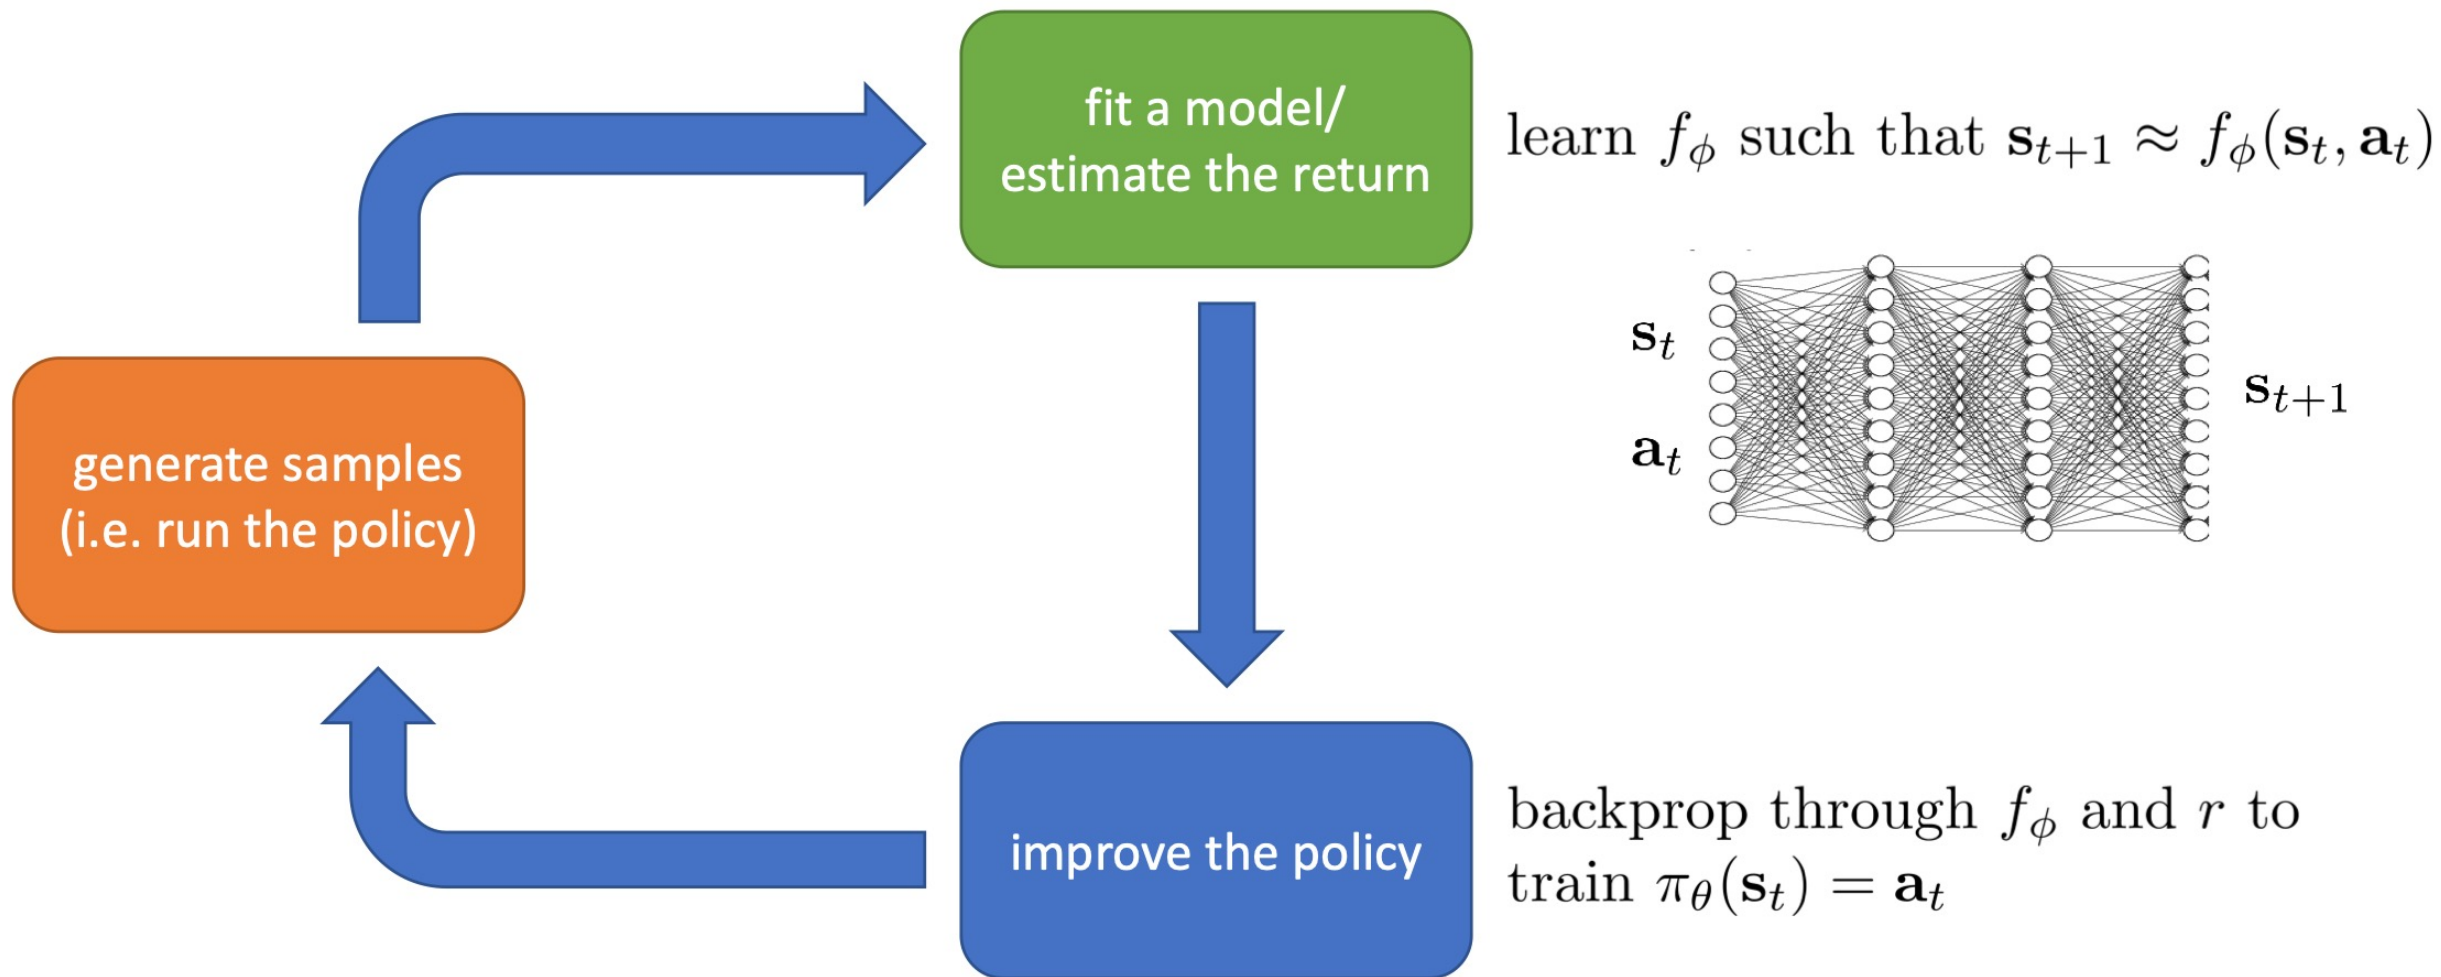 fit a model/
estimate the return
learn f_ϕ such that s_{t+1} ≈ f_ϕ(s_t, a_t)
s_t
a_t
s_{t+1}
generate samples
(i.e. run the policy)
improve the policy
backprop through f_ϕ and r to
train π_θ(s_t) = a_t